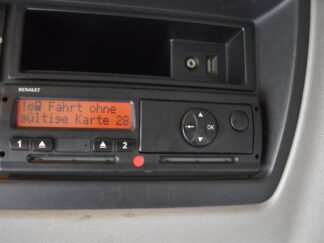 RENAULT
Fahrt ohne
gültige Karte 28
OK
1 2